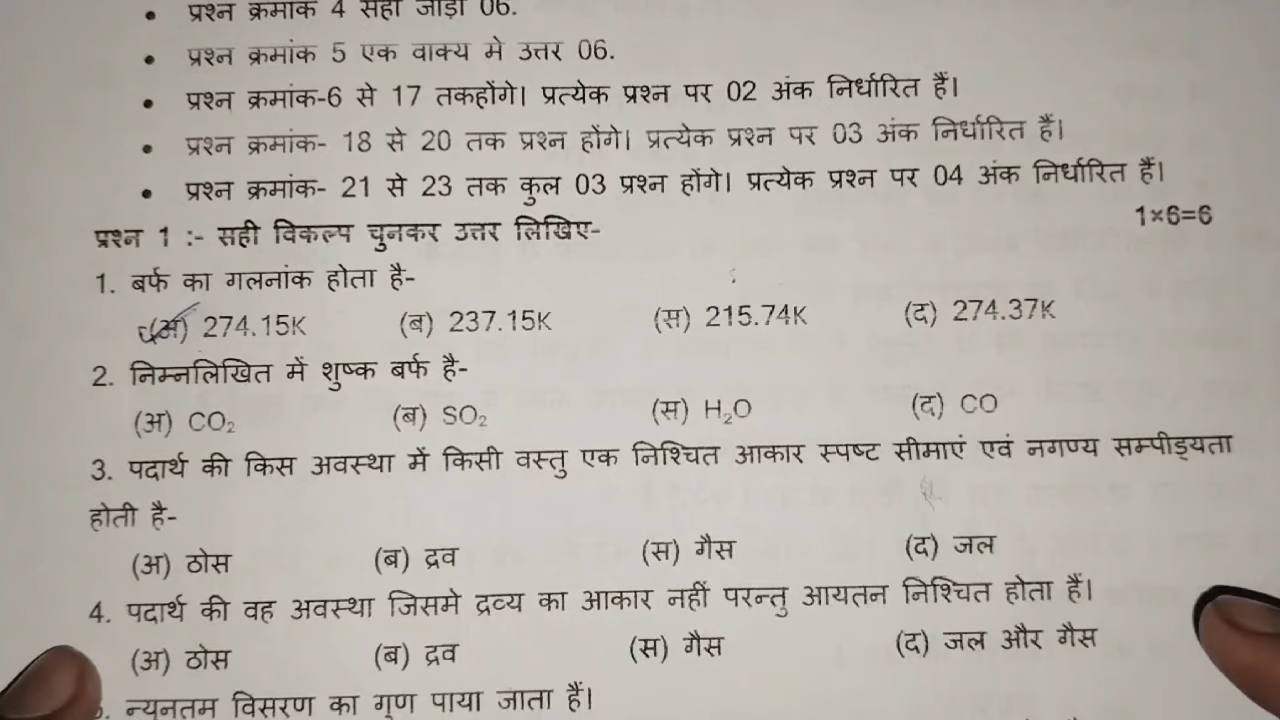 • प्रश्न क्रमांक 4 सही जोड़ी 06.
• प्रश्न क्रमांक 5 एक वाक्य मे उत्तर 06.
• प्रश्न क्रमांक-6 से 17 तकहोंगे। प्रत्येक प्रश्न पर 02 अंक निर्धारित हैं।
• प्रश्न क्रमांक- 18 से 20 तक प्रश्न होंगे। प्रत्येक प्रश्न पर 03 अंक निर्धारित हैं।
• प्रश्न क्रमांक- 21 से 23 तक कुल 03 प्रश्न होंगे। प्रत्येक प्रश्न पर 04 अंक निर्धारित हैं।
प्रश्न 1 :- सही विकल्प चुनकर उत्तर लिखिए- 1×6=6
1. बर्फ का गलनांक होता है-
(अ) 274.15K (ब) 237.15K (स) 215.74K (द) 274.37K
2. निम्नलिखित में शुष्क बर्फ है-
(अ) CO₂ (ब) SO₂ (स) H₂O (द) CO
3. पदार्थ की किस अवस्था में किसी वस्तु एक निश्चित आकार स्पष्ट सीमाएं एवं नगण्य सम्पीड्यता
होती है-
(अ) ठोस (ब) द्रव (स) गैस (द) जल
4. पदार्थ की वह अवस्था जिसमे द्रव्य का आकार नहीं परन्तु आयतन निश्चित होता हैं।
(अ) ठोस (ब) द्रव (स) गैस (द) जल और गैस
न्यूनतम विसरण का गुण पाया जाता हैं।